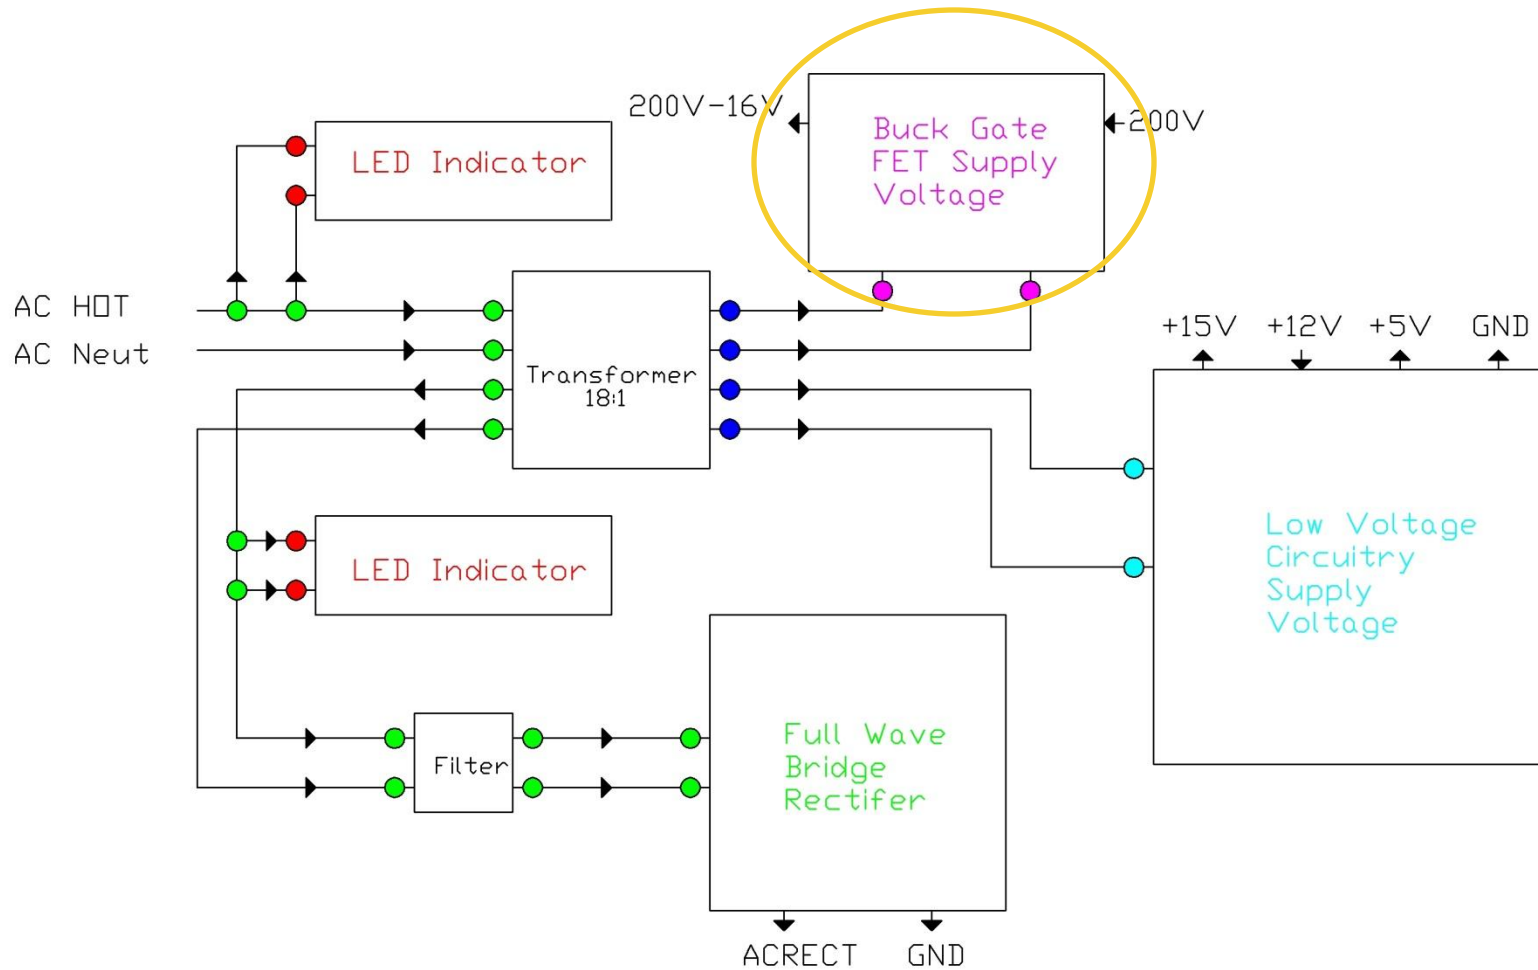 200V-16V
200V
Buck Gate
FET Supply
Voltage
LED Indicator
AC HOT
AC Neut
Transformer
18:1
+15V
+12V
+5V
GND
LED Indicator
Low Voltage
Circuitry
Supply
Voltage
Filter
Full Wave
Bridge
Rectifer
ACRECT
GND